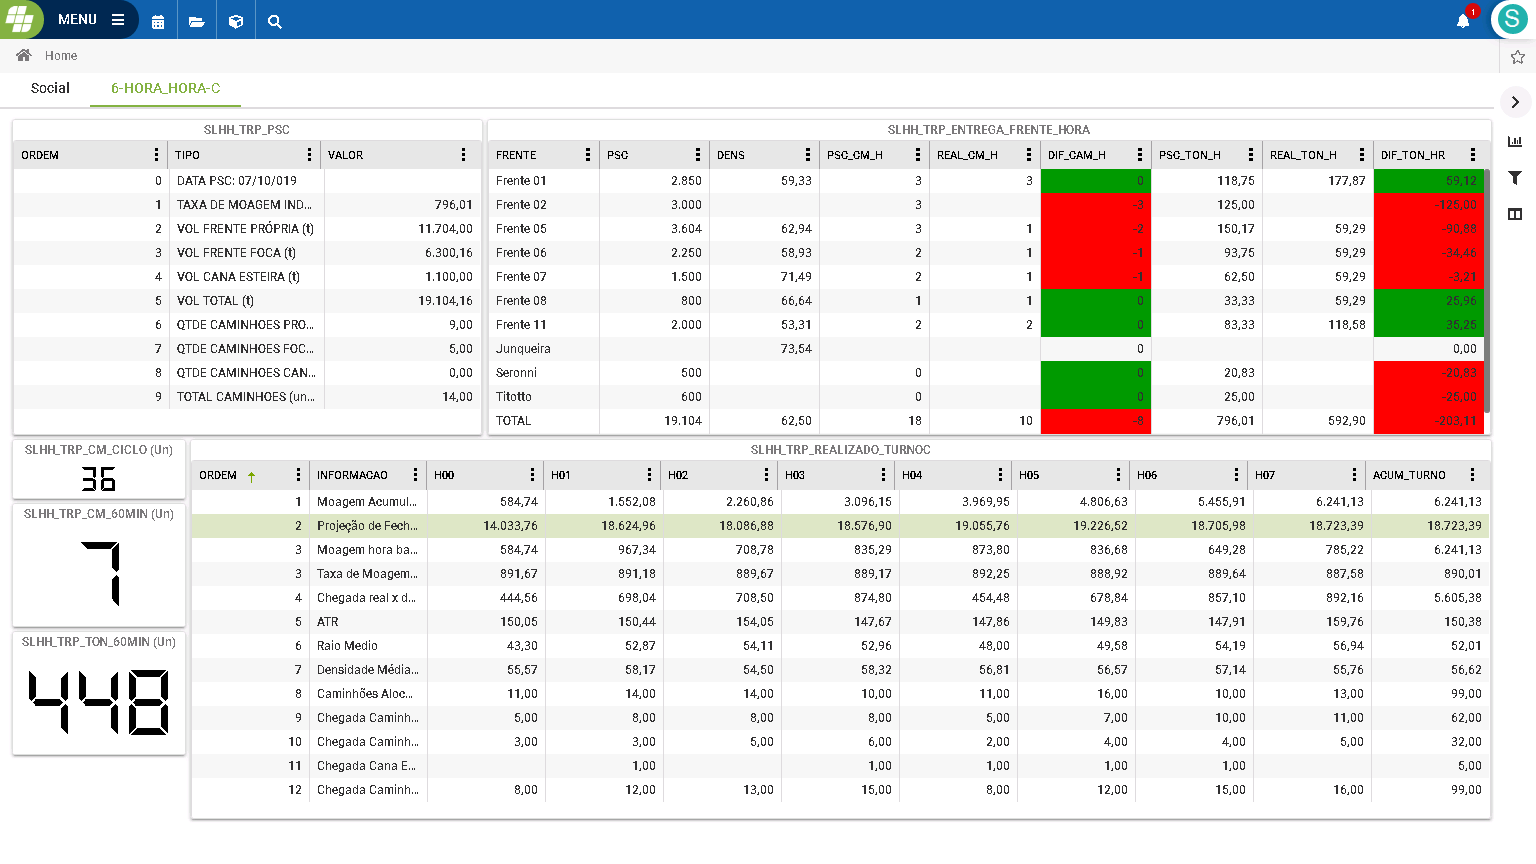 MENU
1
S
Home
Social 6-HORA_HORA-C
SLHH_TRP_PSC
ORDEM TIPO VALOR
0 DATA PSC: 07/10/019
1 TAXA DE MOAGEM IND... 796,01
2 VOL FRENTE PRÓPRIA (t) 11.704,00
3 VOL FRENTE FOCA (t) 6.300,16
4 VOL CANA ESTEIRA (t) 1.100,00
5 VOL TOTAL (t) 19.104,16
6 QTDE CAMINHOES PRO... 9,00
7 QTDE CAMINHOES FOC... 5,00
8 QTDE CAMINHOES CAN... 0,00
9 TOTAL CAMINHOES (un... 14,00
SLHH_TRP_ENTREGA_FRENTE_HORA
FRENTE PSC DENS PSC_CM_H REAL_CM_H DIF_CAM_H PSC_TON_H REAL_TON_H DIF_TON_HR
Frente 01 2.850 59,33 3 3 0 118,75 177,87 59,12
Frente 02 3.000 3 -3 125,00 -125,00
Frente 05 3.604 62,94 3 1 -2 150,17 59,29 -90,88
Frente 06 2.250 58,93 2 1 -1 93,75 59,29 -34,46
Frente 07 1.500 71,49 2 1 -1 62,50 59,29 -3,21
Frente 08 800 66,64 1 1 0 33,33 59,29 25,96
Frente 11 2.000 53,31 2 2 0 83,33 118,58 35,25
Junqueira 73,54 0 0,00
Seronni 500 0 0 20,83 -20,83
Titotto 600 0 0 25,00 -25,00
TOTAL 19.104 62,50 18 10 -8 796,01 592,90 -203,11
SLHH_TRP_CM_CICLO (Un)
36
SLHH_TRP_CM_60MIN (Un)
7
SLHH_TRP_TON_60MIN (Un)
448
SLHH_TRP_REALIZADO_TURNOC
ORDEM INFORMACAO H00 H01 H02 H03 H04 H05 H06 H07 ACUM_TURNO
1 Moagem Acumul... 584,74 1.552,08 2.260,86 3.096,15 3.969,95 4.806,63 5.455,91 6.241,13 6.241,13
2 Projeção de Fech... 14.033,76 18.624,96 18.086,88 18.576,90 19.055,76 19.226,52 18.705,98 18.723,39 18.723,39
3 Moagem hora ba... 584,74 967,34 708,78 835,29 873,80 836,68 649,28 785,22 6.241,13
3 Taxa de Moagem... 891,67 891,18 889,67 889,17 892,25 888,92 889,64 887,58 890,01
4 Chegada real x d... 444,56 698,04 708,50 874,80 454,48 678,84 857,10 892,16 5.605,38
5 ATR 150,05 150,44 154,05 147,67 147,86 149,83 147,91 159,76 150,38
6 Raio Medio 43,30 52,87 54,11 52,96 48,00 49,58 54,19 56,94 52,01
7 Densidade Média... 55,57 58,17 54,50 58,32 56,81 56,57 57,14 55,76 56,62
8 Caminhões Aloc... 11,00 14,00 14,00 10,00 11,00 16,00 10,00 13,00 99,00
9 Chegada Caminh... 5,00 8,00 8,00 8,00 5,00 7,00 10,00 11,00 62,00
10 Chegada Caminh... 3,00 3,00 5,00 6,00 2,00 4,00 4,00 5,00 32,00
11 Chegada Cana E... 1,00 1,00 1,00 1,00 1,00 5,00
12 Chegada Caminh... 8,00 12,00 13,00 15,00 8,00 12,00 15,00 16,00 99,00